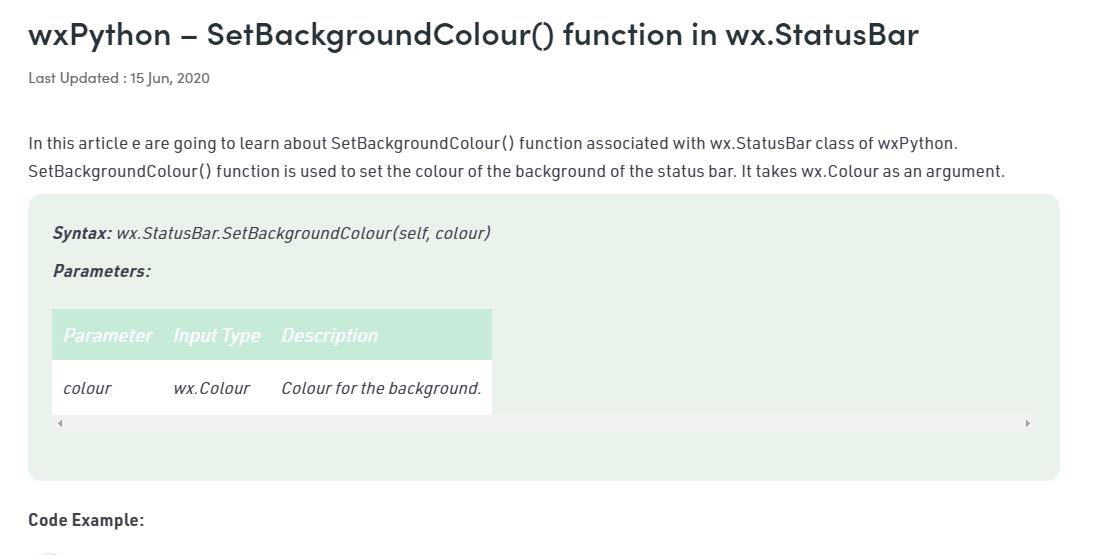 wxPython – SetBackgroundColour() function in wx.StatusBar
Last Updated : 15 Jun, 2020
In this article e are going to learn about SetBackgroundColour() function associated with wx.StatusBar class of wxPython.
SetBackgroundColour() function is used to set the colour of the background of the status bar. It takes wx.Colour as an argument.
Syntax: wx.StatusBar.SetBackgroundColour(self, colour)
Parameters:
Parameter Input Type Description
colour wx.Colour Colour for the background.
Code Example: